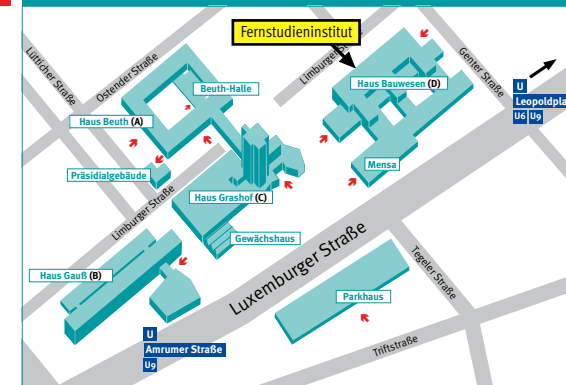 Fernstudieninstitut
Lütticher Straße
Ostender Straße
Limburger Straße
Genter Straße
Beuth-Halle
Haus Bauwesen (D)
U
Leopoldpla
U6 U9
Haus Beuth (A)
Mensa
Präsidialgebäude
Haus Grashof (C)
Limburger Straße
Gewächshaus
Luxemburger Straße
Tegeler Straße
Haus Gauß (B)
Parkhaus
U
Amrumer Straße
U9
Triftstraße